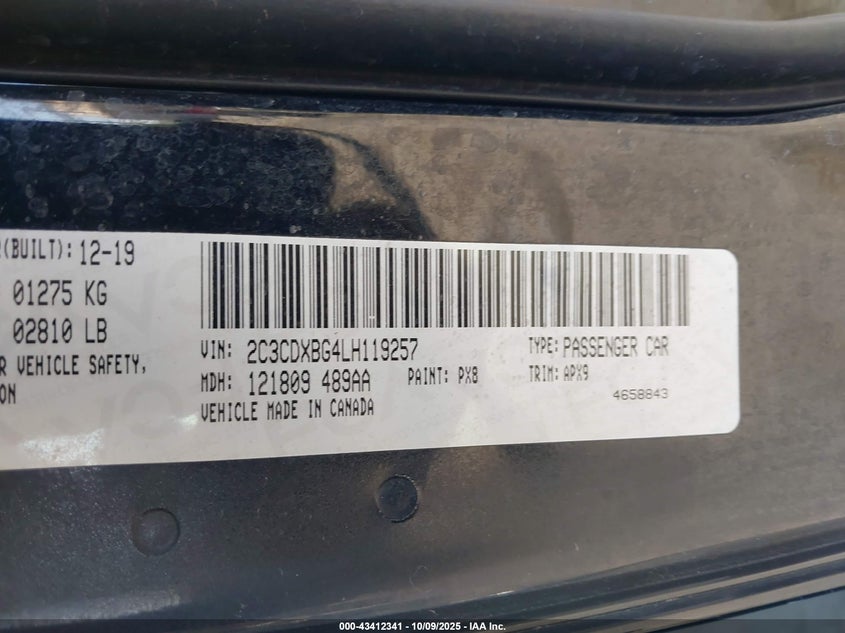 (BUILT): 12-19
01275 KG
02810 LB
VEHICLE SAFETY,
VIN: 2C3CDXBG4LH119257
TYPE: PASSENGER CAR
MDH: 121809 489AA
PAINT: PX8
TRIM: APX9
VEHICLE MADE IN CANADA
4658843
000-43412341 | 10/09/2025 - IAA Inc.